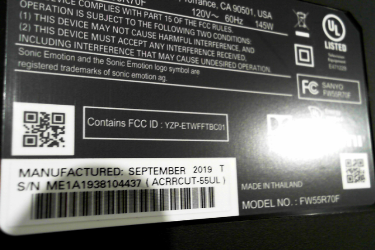 Torrance, CA 90501. USA
120V~ 60Hz 145W
DEVICE COMPLIES WITH PART 15 OF THE FCC RULES.
OPERATION IS SUBJECT TO THE FOLLOWING TWO CONDITIONS:
(1) THIS DEVICE MAY NOT CAUSE HARMFUL INTERFERENCE, AND
(2) THIS DEVICE MUST ACCEPT ANY INTERFERENCE RECEIVED,
INCLUDING INTERFERENCE THAT MAY CAUSE UNDESIRED OPERATION.
Sonic Emotion and the Sonic Emotion logo symbol are
registered trademarks of sonic emotion ag.
UL
LISTED
FC
SANYO
FW55R70F
Contains FCC ID : YZP-ETWFFTBC01
MANUFACTURED: SEPTEMBER 2019 T
S/N ME1A1938104437 (ACRRCUT-55UL)
MADE IN THAILAND
MODEL NO. : FW55R70F